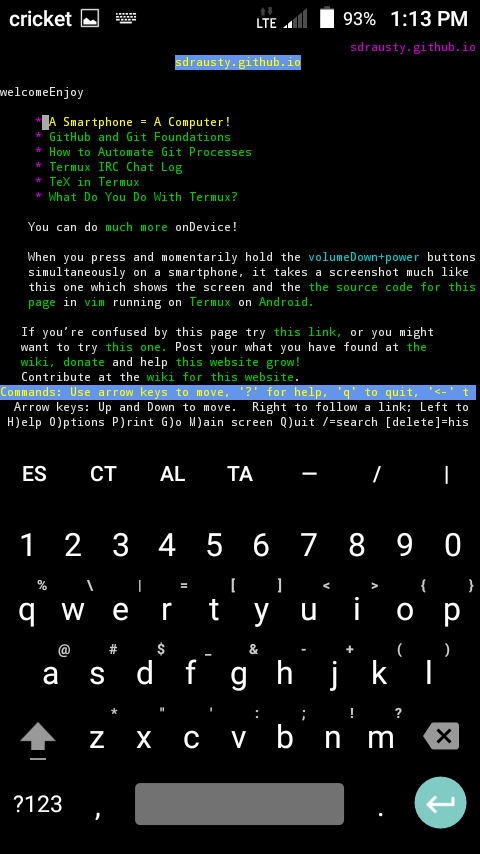 cricket LTE 93% 1:13 PM
sdrausty.github.io
sdrausty.github.io
welcomeEnjoy
* A Smartphone = A Computer!
* GitHub and Git Foundations
* How to Automate Git Processes
* Termux IRC Chat Log
* TeX in Termux
* What Do You Do With Termux?
You can do much more onDevice!
When you press and momentarily hold the volumeDown+power buttons
simultaneously on a smartphone, it takes a screenshot much like
this one which shows the screen and the the source code for this
page in vim running on Termux on Android.
If you're confused by this page try this link, or you might
want to try this one. Post your what you have found at the
wiki, donate and help this website grow!
Contribute at the wiki for this website.
Commands: Use arrow keys to move, '?' for help, 'q' to quit, '<-' t
Arrow keys: Up and Down to move. Right to follow a link; Left to
H)elp O)ptions P)rint G)o M)ain screen Q)uit /=search [delete]=his
ES CT AL TA — / |
1 2 3 4 5 6 7 8 9 0
% \ | = [ ] < > { }
q w e r t y u i o p
@ # $ _ & - + ( )
a s d f g h j k l
* " ' : ; ! ?
z x c v b n m
?123 , .